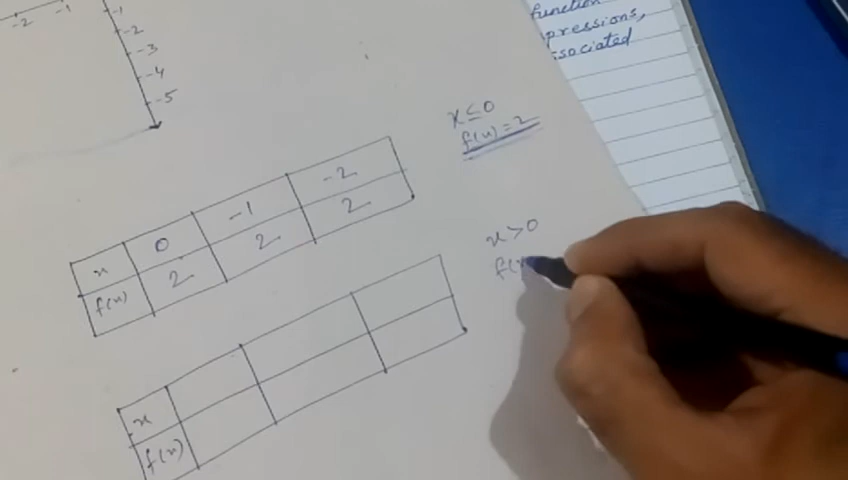 -2 -1
-1
-2
-3
-4
-5
function
pressions,
ssociated
x≤0
f(x)=2
x 0 -1 -2
f(x) 2 2 2
x>0
f(x
x
f(x)